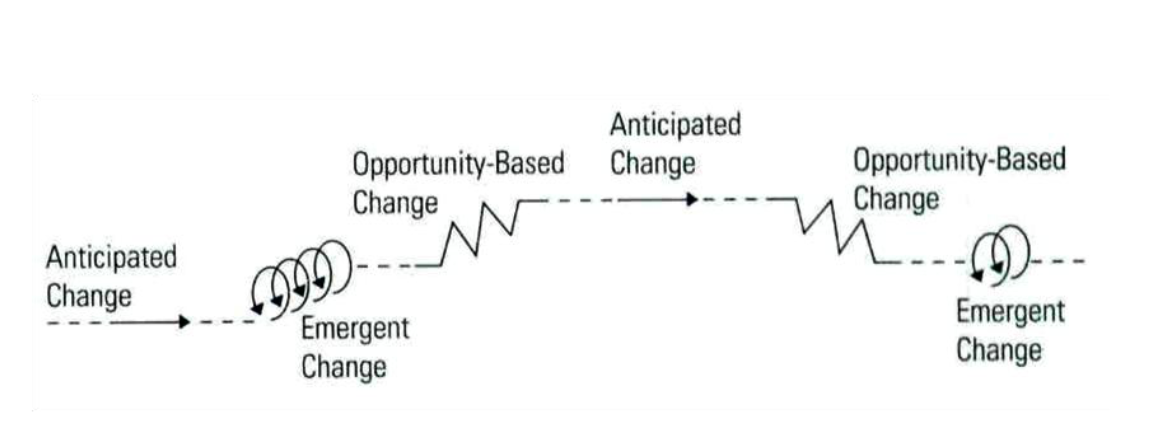 Anticipated
Change
Emergent
Change
Opportunity-Based
Change
Anticipated
Change
Opportunity-Based
Change
Emergent
Change